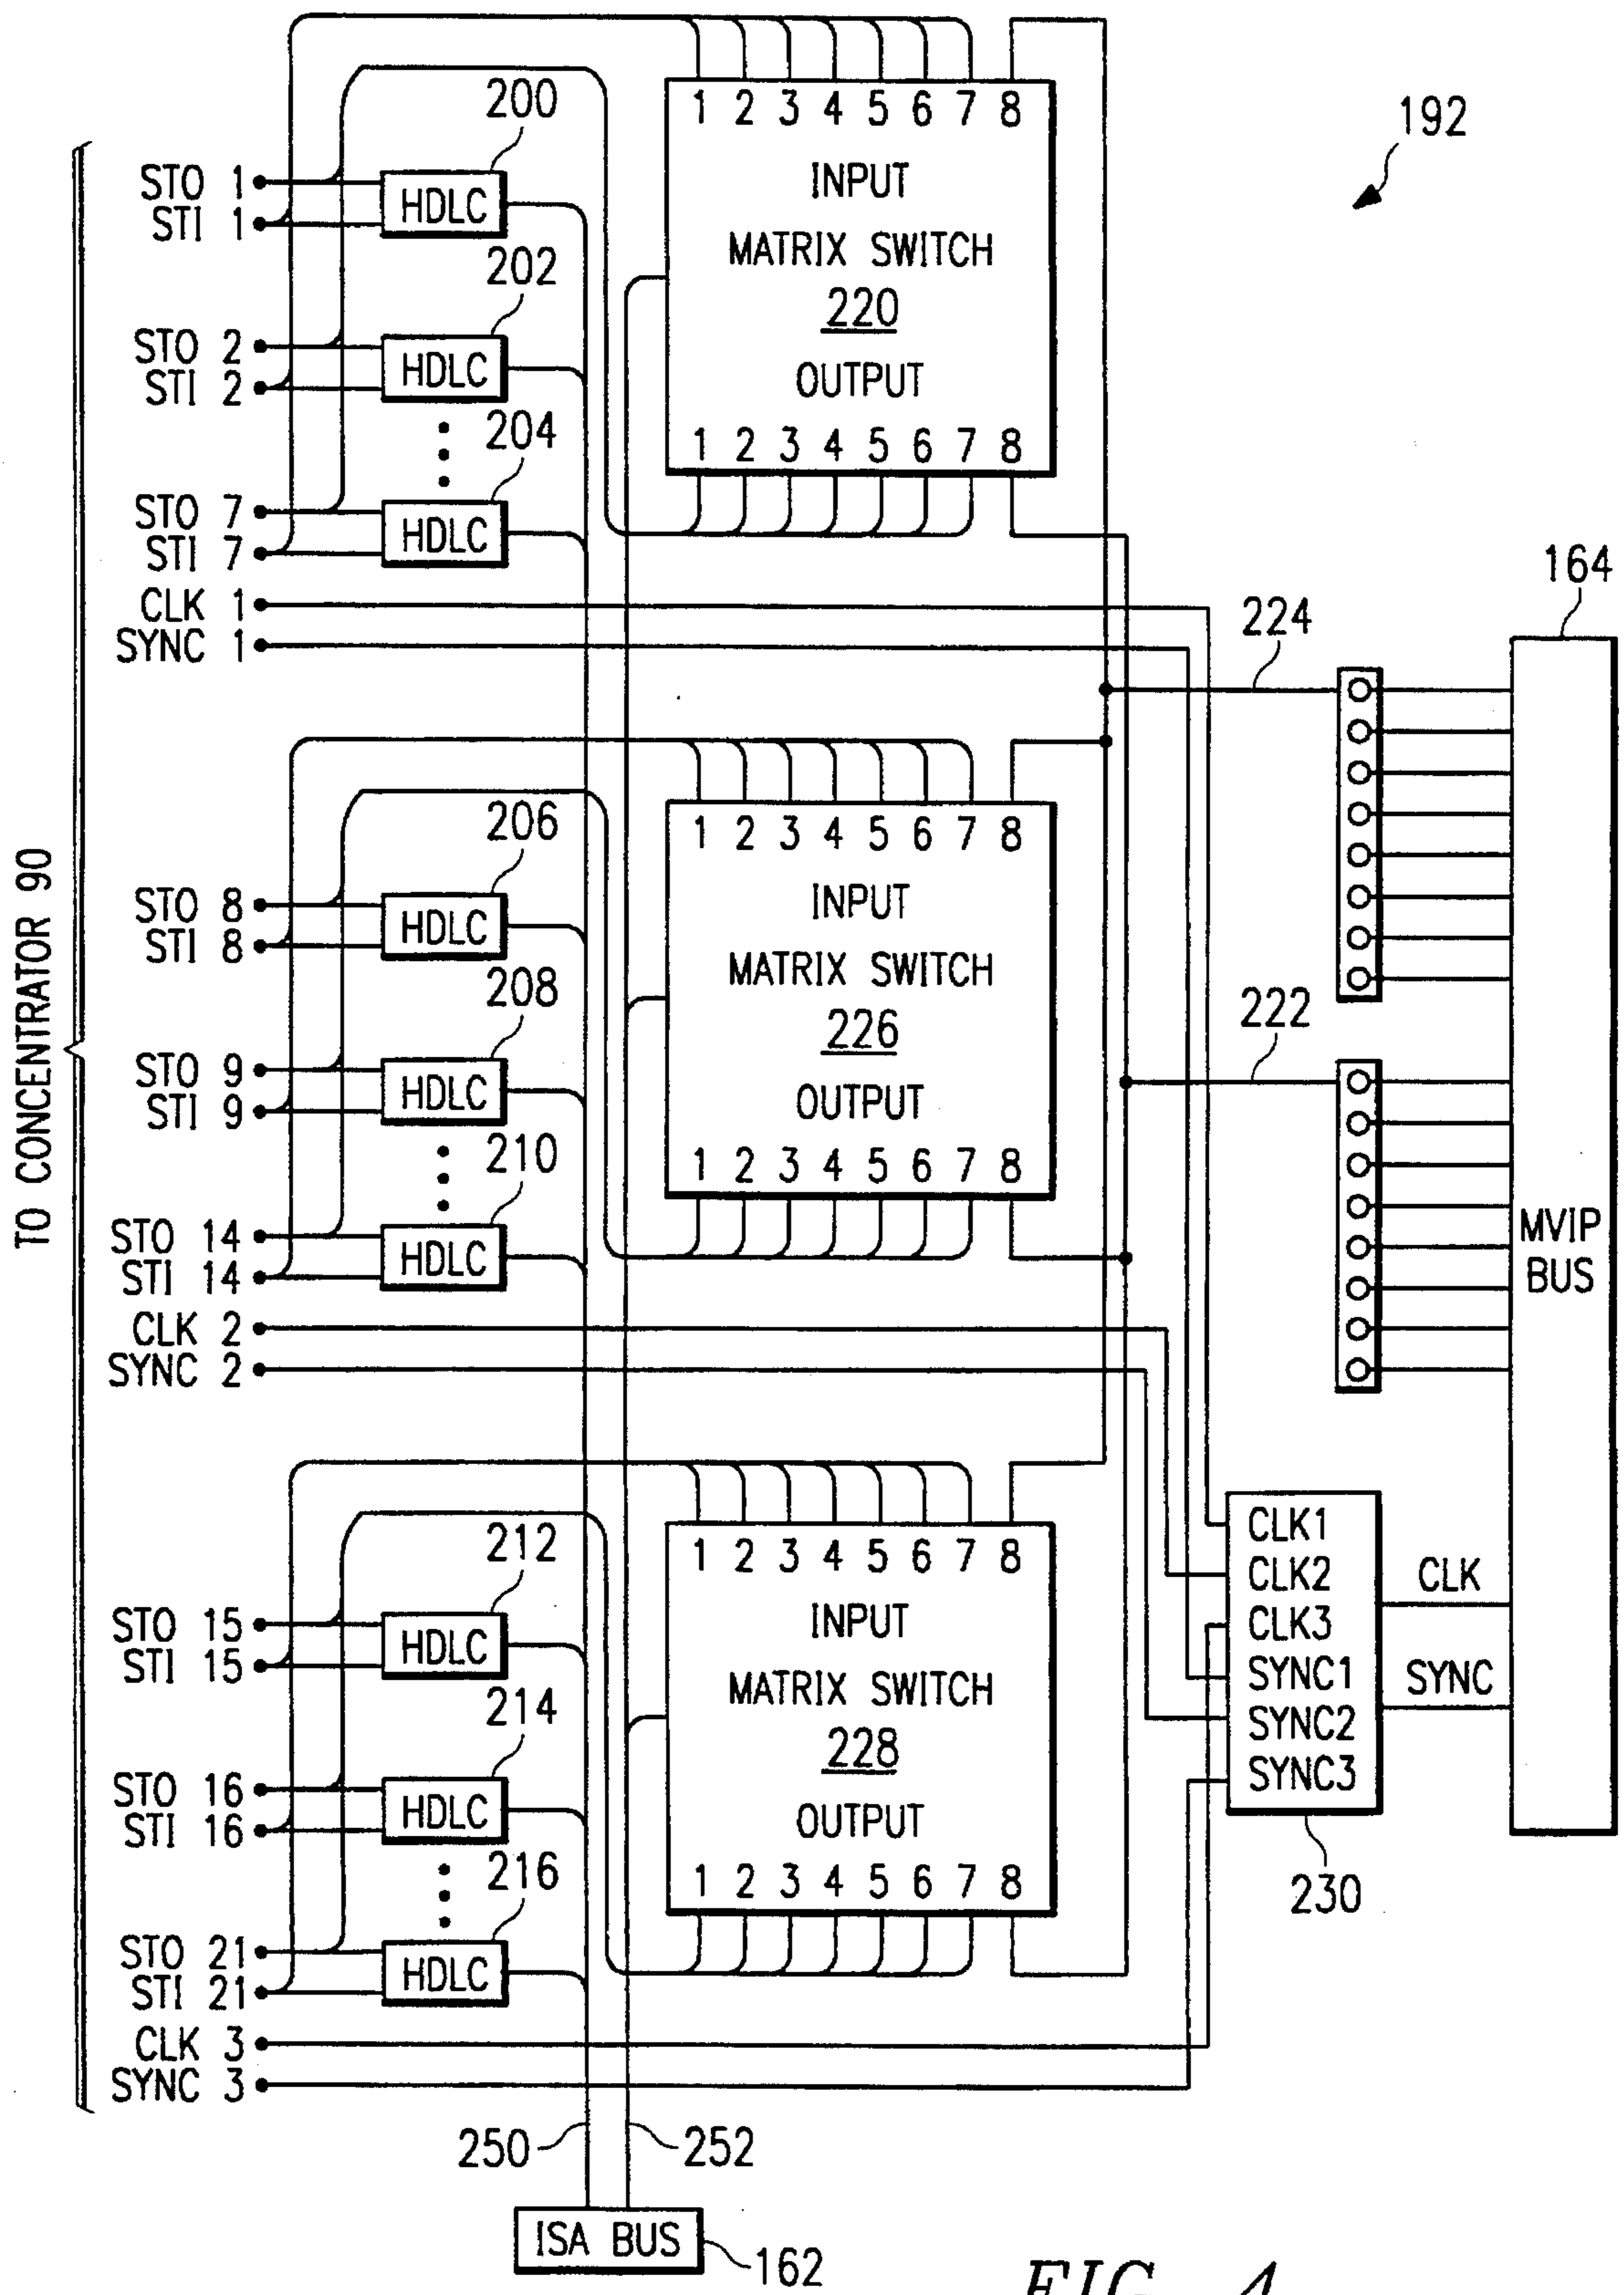 192
200
STO 1
STI 1
HDLC
202
STO 2
STI 2
HDLC
204
STO 7
STI 7
HDLC
CLK 1
SYNC 1
1 2 3 4 5 6 7 8
INPUT
MATRIX SWITCH
220
OUTPUT
1 2 3 4 5 6 7 8
TO CONCENTRATOR 90
206
STO 8
STI 8
HDLC
208
STO 9
STI 9
HDLC
210
STO 14
STI 14
HDLC
CLK 2
SYNC 2
1 2 3 4 5 6 7 8
INPUT
MATRIX SWITCH
226
OUTPUT
1 2 3 4 5 6 7 8
224
164
222
MVIP
BUS
212
STO 15
STI 15
HDLC
214
STO 16
STI 16
HDLC
216
STO 21
STI 21
HDLC
CLK 3
SYNC 3
1 2 3 4 5 6 7 8
INPUT
MATRIX SWITCH
228
OUTPUT
1 2 3 4 5 6 7 8
CLK1
CLK2
CLK3
SYNC1
SYNC2
SYNC3
CLK
SYNC
230
250
252
ISA BUS
162
FIG. 4